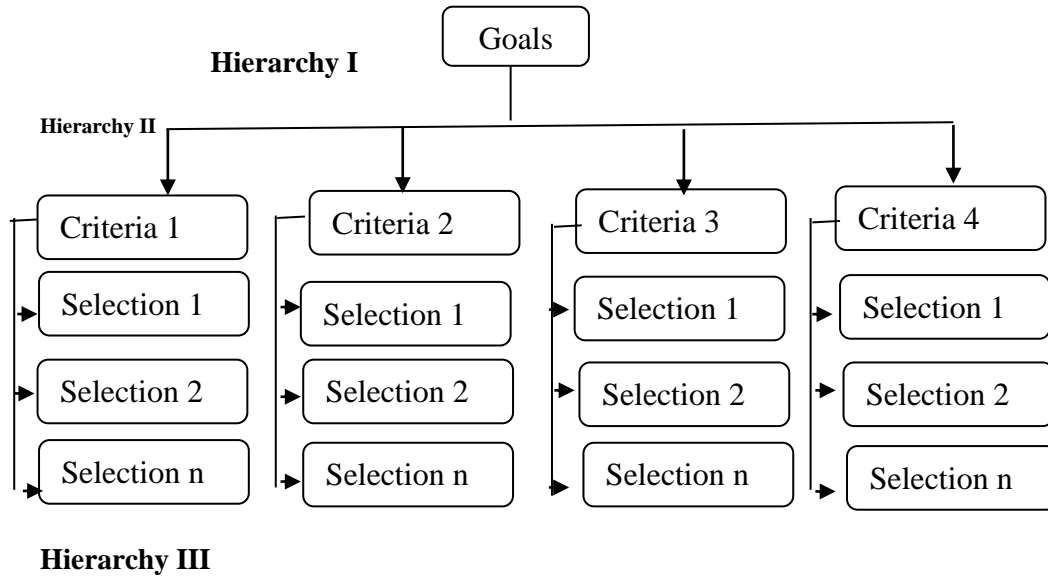 Goals
Hierarchy I
Hierarchy II
Criteria 1
Criteria 2
Criteria 3
Criteria 4
Selection 1
Selection 1
Selection 1
Selection 1
Selection 2
Selection 2
Selection 2
Selection 2
Selection n
Selection n
Selection n
Selection n
Hierarchy III